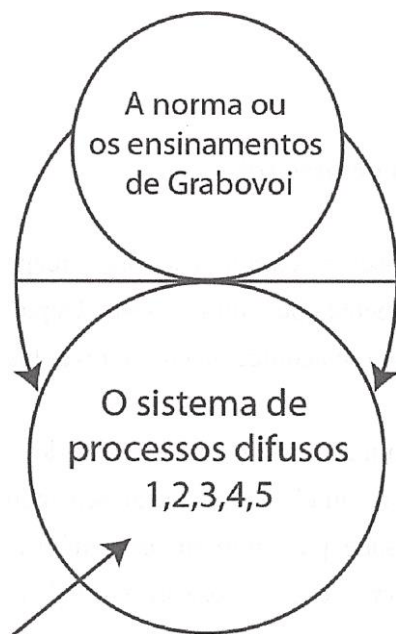 A norma ou
os ensinamentos
de Grabovoi
O sistema de
processos difusos
1,2,3,4,5